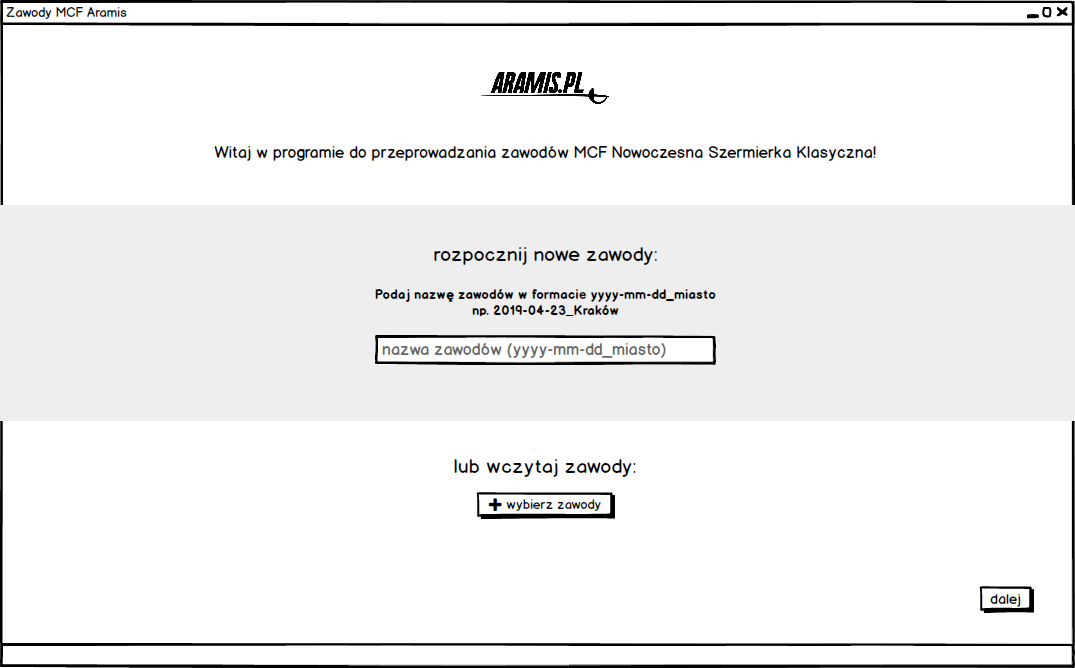 Zawody MCF Aramis
ARAMIS.PL
Witaj w programie do przeprowadzania zawodów MCF Nowoczesna Szermierka Klasyczna!
rozpocznij nowe zawody:
Podaj nazwę zawodów w formacie yyyy-mm-dd_miasto
np. 2019-04-23_Kraków
nazwa zawodów (yyyy-mm-dd_miasto)
lub wczytaj zawody:
wybierz zawody
dalej